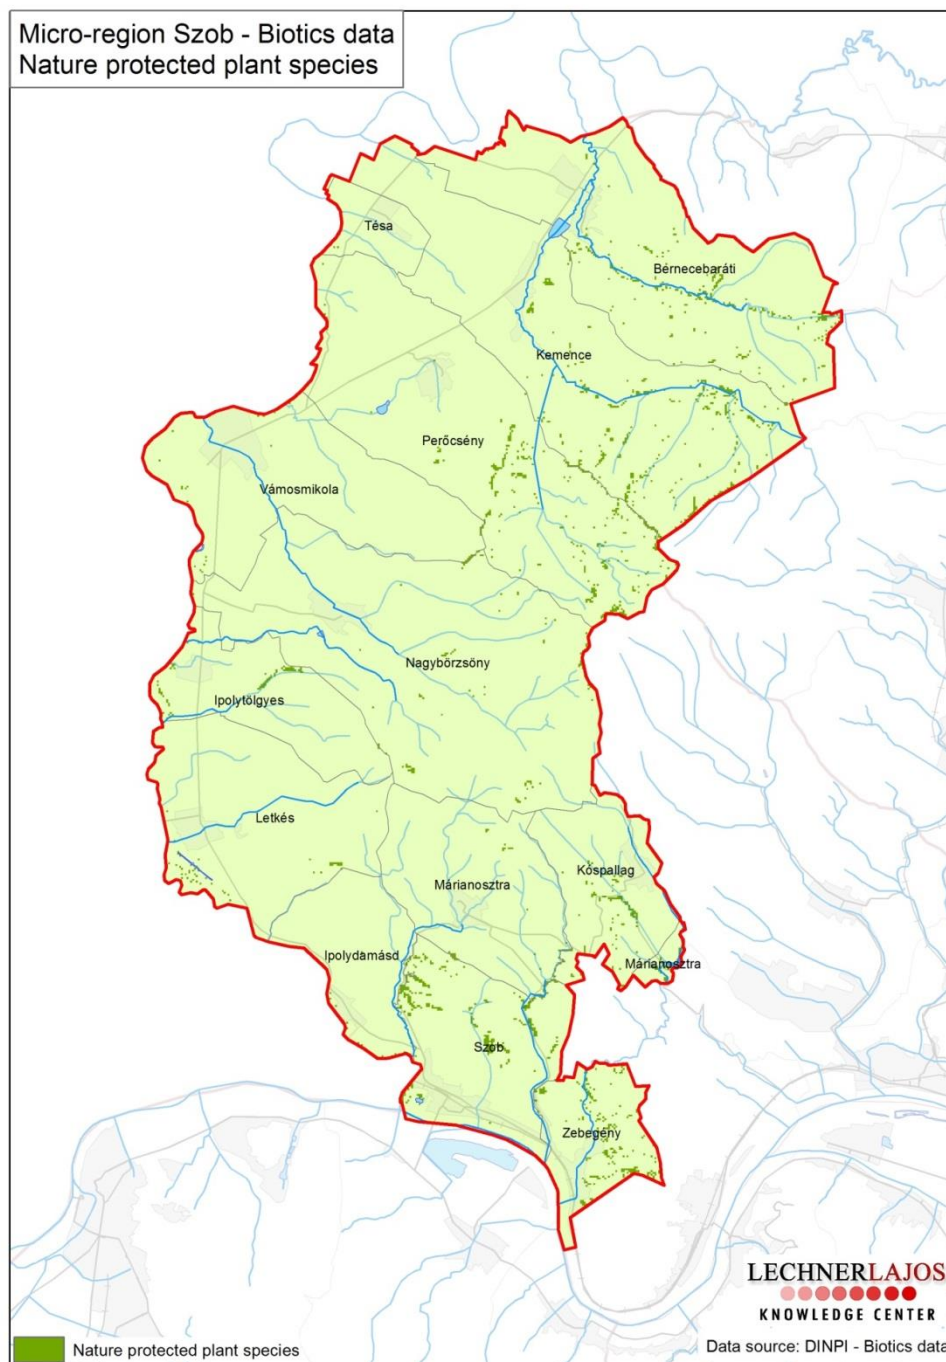 Micro-region Szob - Biotics data
Nature protected plant species
Tésa
Bérnecebaráti
Kemence
Perőcsény
Vámosmikola
Nagybörzsöny
Ipolytölgyes
Letkés
Kóspallag
Márianosztra
Ipolydamásd
Márianosztra
Szob
Zebegény
LECHNERLAJOS
KNOWLEDGE CENTER
Nature protected plant species
Data source: DINPI - Biotics data